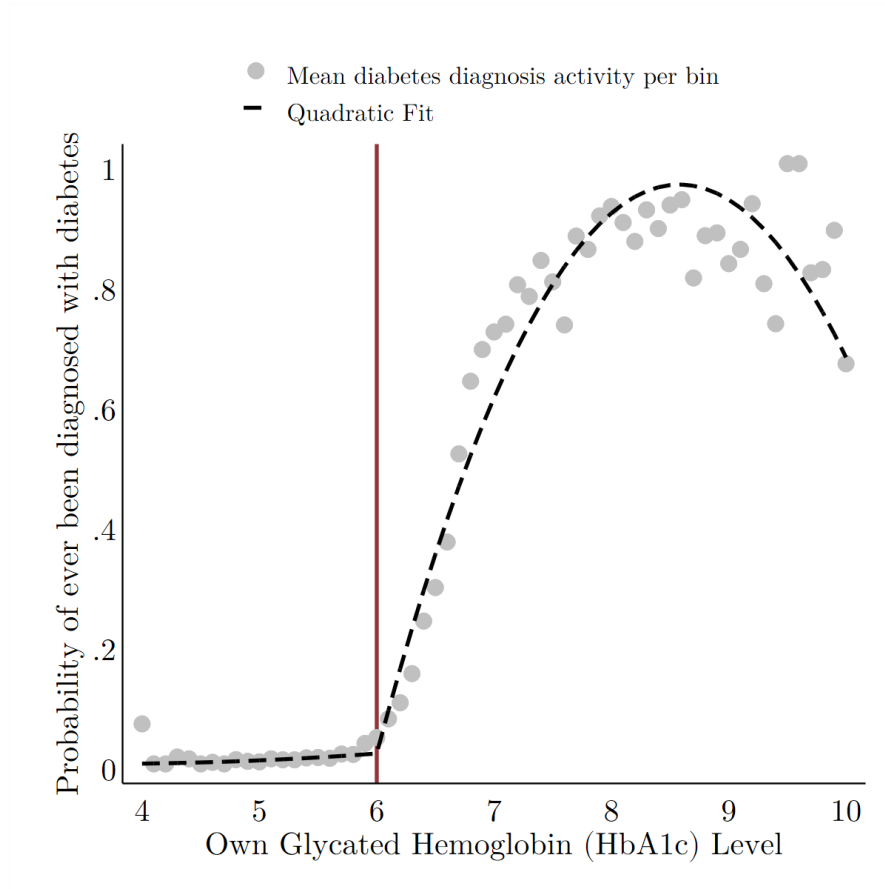 Mean diabetes diagnosis activity per bin
Quadratic Fit
Probability of ever been diagnosed with diabetes
1
.8
.6
.4
.2
0
4 5 6 7 8 9 10
Own Glycated Hemoglobin (HbA1c) Level